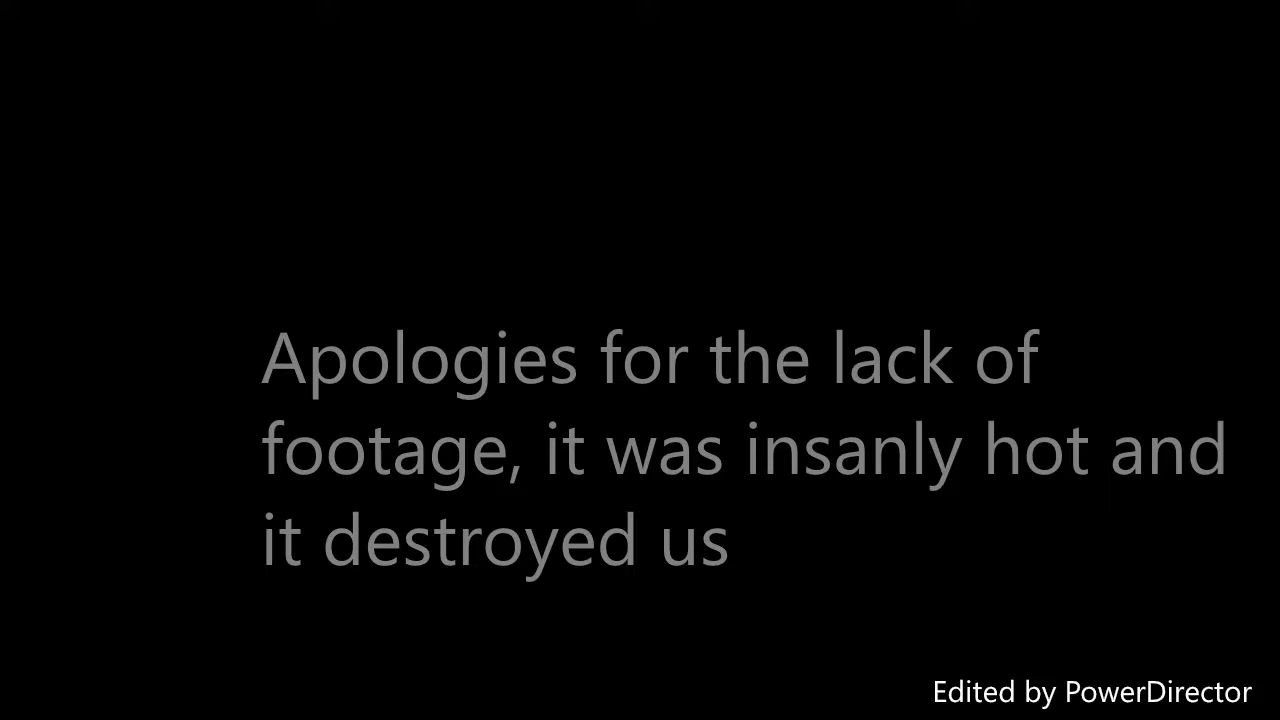 Apologies for the lack of
footage, it was insanly hot and
it destroyed us
Edited by PowerDirector